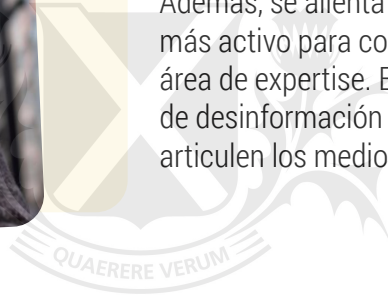 Además, se alienta
más activo para co
área de expertise. E
de desinformación
articulen los medio
QUAERERE VERUM